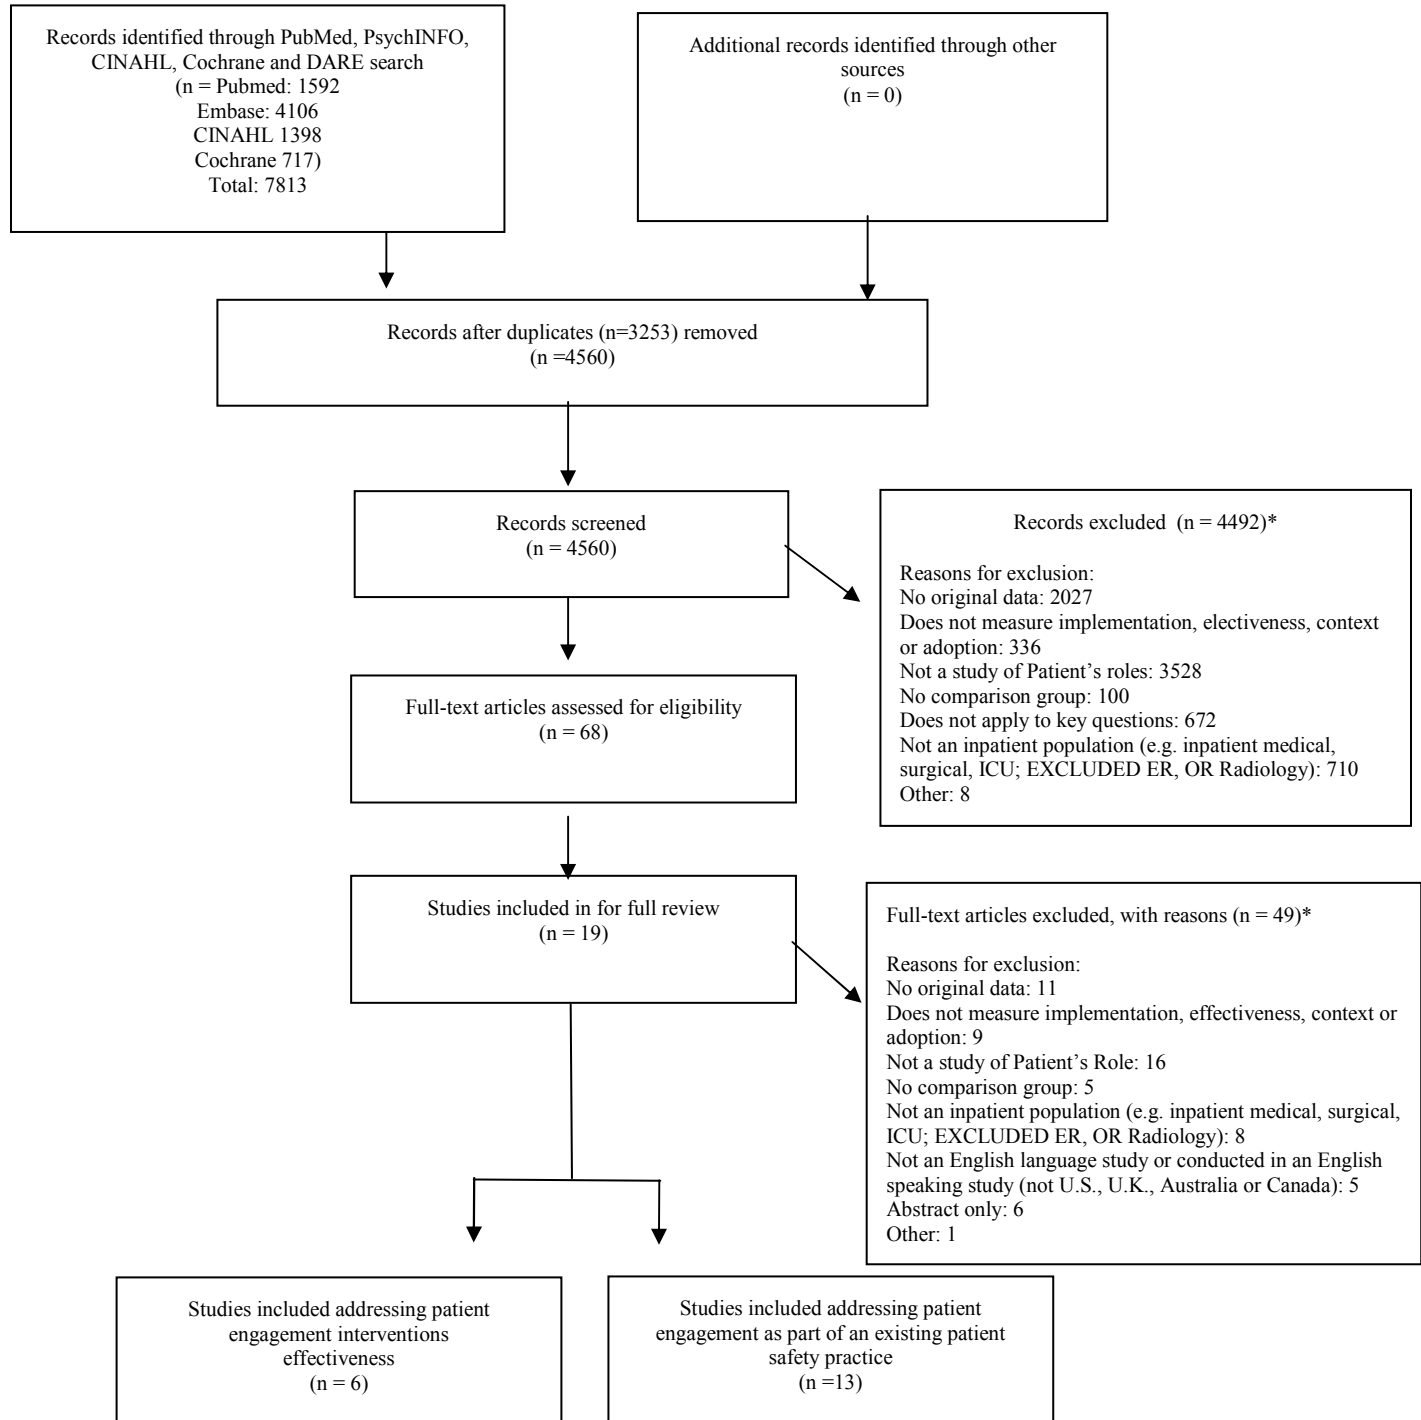 Records identified through PubMed, PsychINFO,
CINAHL, Cochrane and DARE search
(n = Pubmed: 1592
Embase: 4106
CINAHL 1398
Cochrane 717)
Total: 7813
Additional records identified through other
sources
(n = 0)
Records after duplicates (n=3253) removed
(n =4560)
Records screened
(n = 4560)
Records excluded (n = 4492)*
Reasons for exclusion:
No original data: 2027
Does not measure implementation, electiveness, context
or adoption: 336
Not a study of Patient’s roles: 3528
No comparison group: 100
Does not apply to key questions: 672
Not an inpatient population (e.g. inpatient medical,
surgical, ICU; EXCLUDED ER, OR Radiology): 710
Other: 8
Full-text articles assessed for eligibility
(n = 68)
Studies included in for full review
(n = 19)
Full-text articles excluded, with reasons (n = 49)*
Reasons for exclusion:
No original data: 11
Does not measure implementation, effectiveness, context or
adoption: 9
Not a study of Patient’s Role: 16
No comparison group: 5
Not an inpatient population (e.g. inpatient medical, surgical,
ICU; EXCLUDED ER, OR Radiology): 8
Not an English language study or conducted in an English
speaking study (not U.S., U.K., Australia or Canada): 5
Abstract only: 6
Other: 1
Studies included addressing patient
engagement interventions
effectiveness
(n = 6)
Studies included addressing patient
engagement as part of an existing patient
safety practice
(n =13)